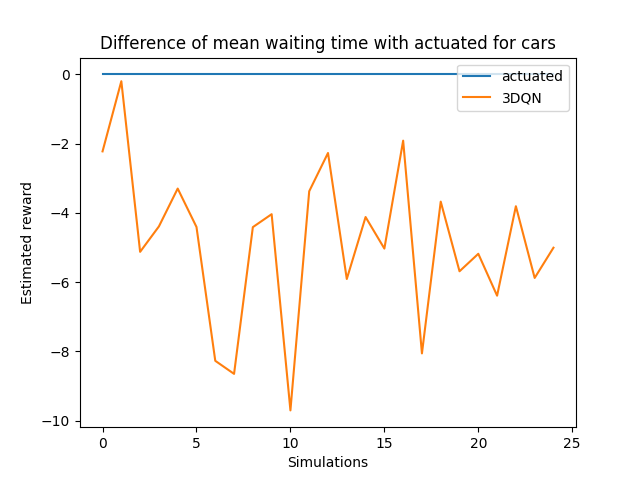 Difference of mean waiting time with actuated for cars
actuated
3DQN
0
−2
−4
−6
−8
−10
Estimated reward
0 5 10 15 20 25
Simulations